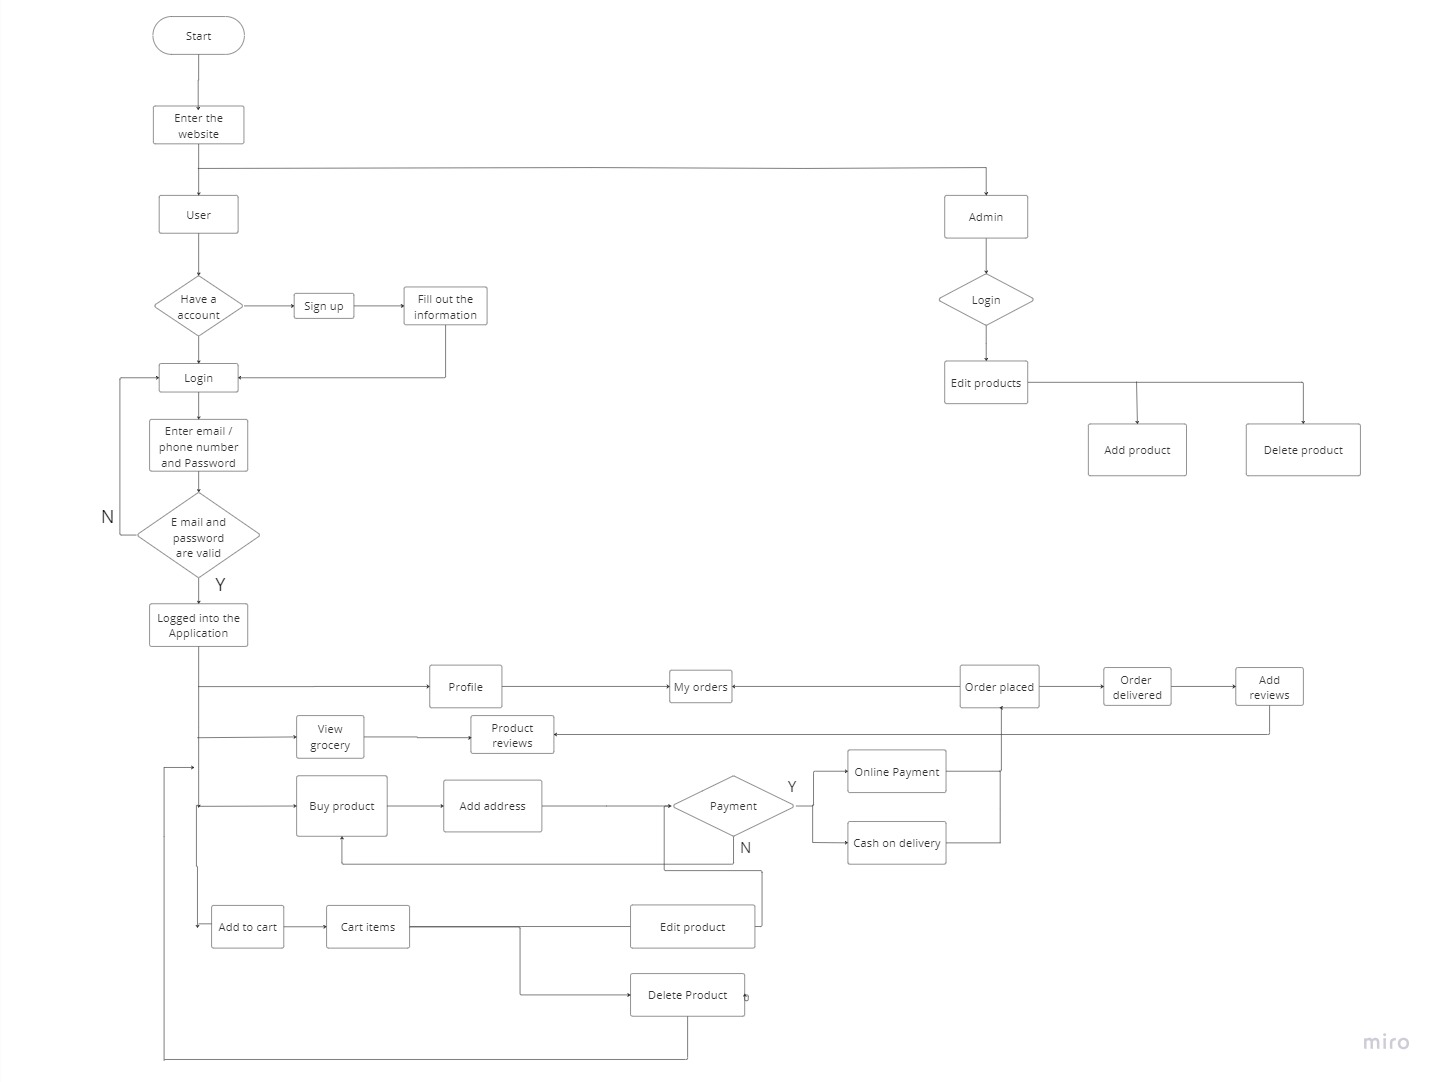 Start
Enter the
website
User
Admin
Have a
account
Sign up
Fill out the
information
Login
Login
Edit products
Enter email /
phone number
and Password
Add product
Delete product
N
E mail and
password
are valid
Y
Logged into the
Application
Profile
My orders
Order placed
Order
delivered
Add
reviews
View
grocery
Product
reviews
Online Payment
Y
Buy product
Add address
Payment
N
Cash on delivery
Add to cart
Cart items
Edit product
Delete Product
miro